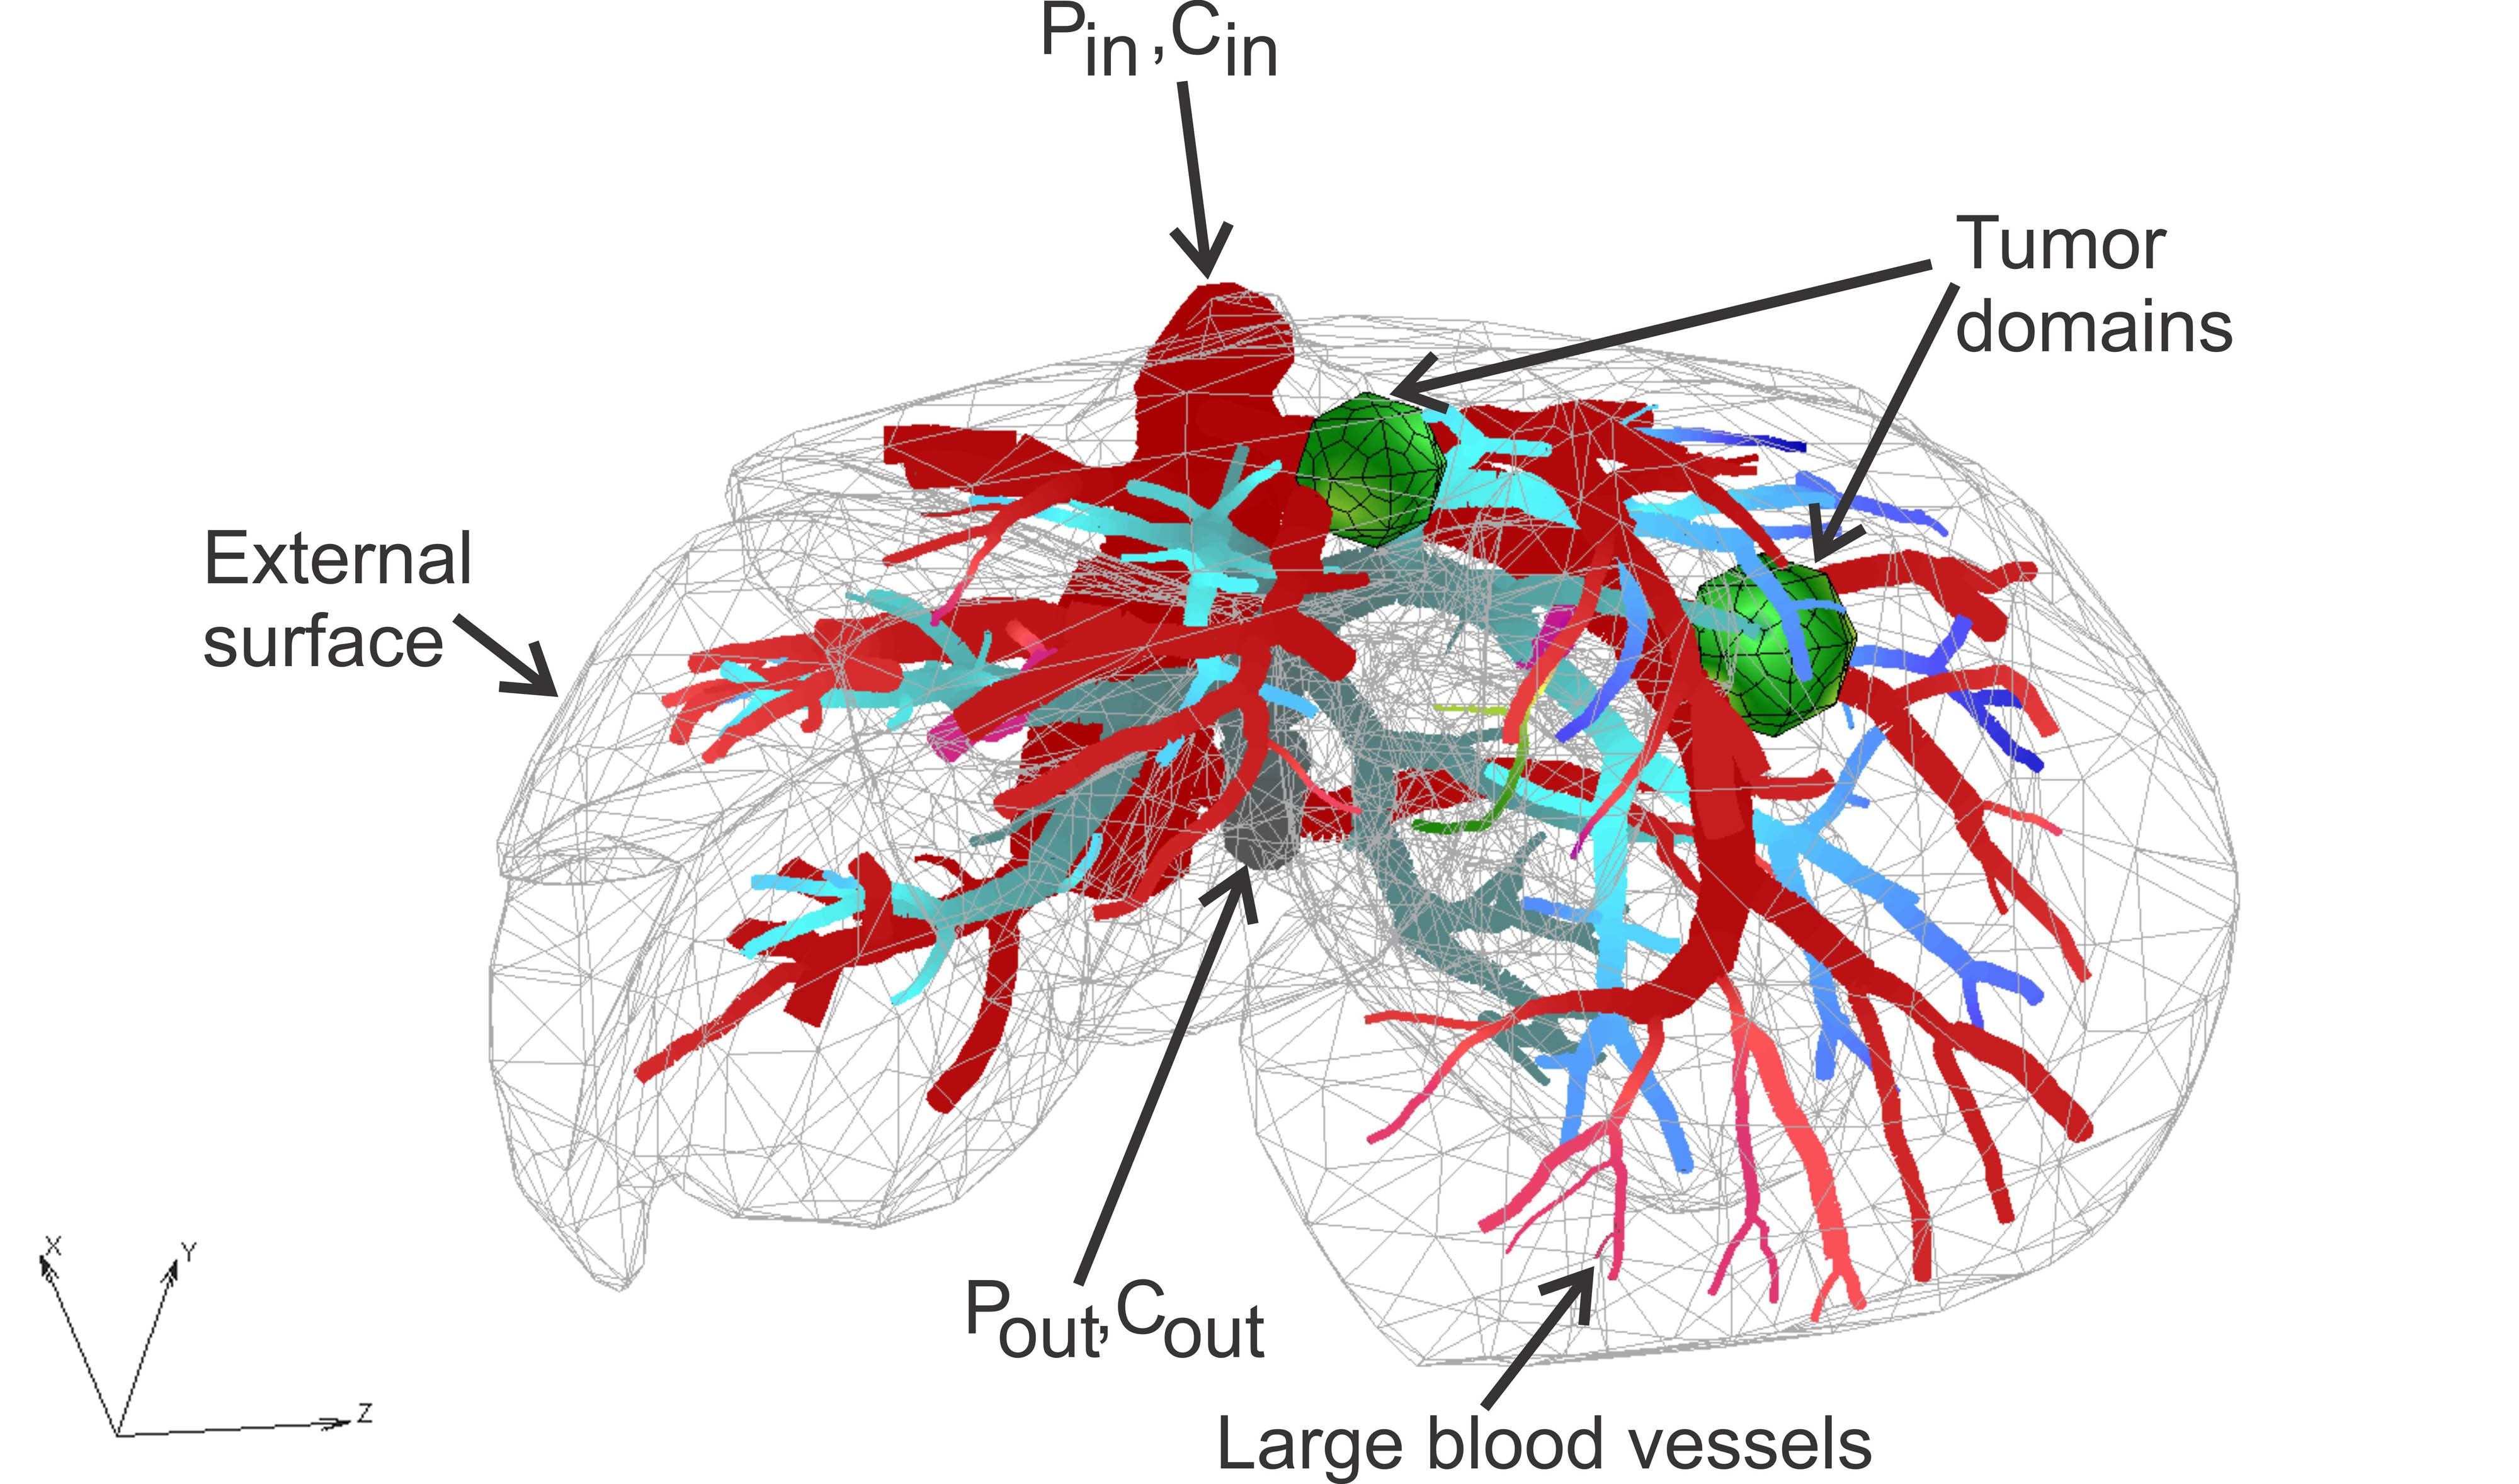 Pin,Cin
Tumor
domains
External
surface
X
Y
Z
Pout,Cout
Large blood vessels